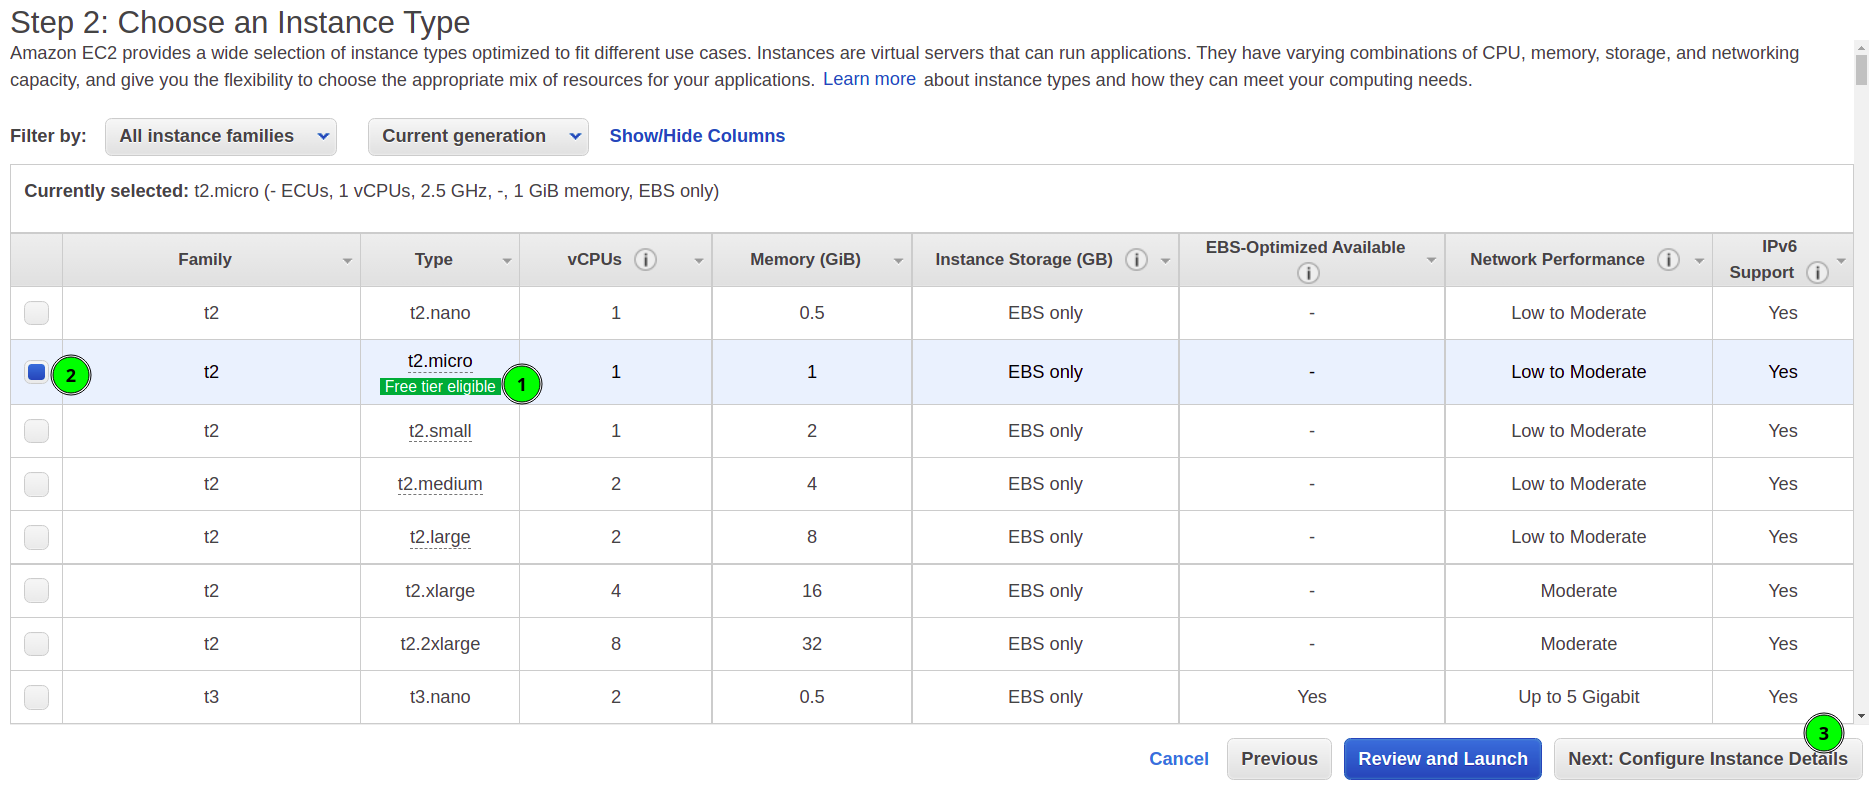 Step 2: Choose an Instance Type
Amazon EC2 provides a wide selection of instance types optimized to fit different use cases. Instances are virtual servers that can run applications. They have varying combinations of CPU, memory, storage, and networking
capacity, and give you the flexibility to choose the appropriate mix of resources for your applications. Learn more about instance types and how they can meet your computing needs.
Filter by: All instance families Current generation Show/Hide Columns
Currently selected: t2.micro (- ECUs, 1 vCPUs, 2.5 GHz, -, 1 GiB memory, EBS only)
Family Type vCPUs i Memory (GiB) Instance Storage (GB) i EBS-Optimized Available i Network Performance i IPv6 Support i
t2 t2.nano 1 0.5 EBS only - Low to Moderate Yes
2 t2 t2.micro Free tier eligible 1 1 1 EBS only - Low to Moderate Yes
t2 t2.small 1 2 EBS only - Low to Moderate Yes
t2 t2.medium 2 4 EBS only - Low to Moderate Yes
t2 t2.large 2 8 EBS only - Low to Moderate Yes
t2 t2.xlarge 4 16 EBS only - Moderate Yes
t2 t2.2xlarge 8 32 EBS only - Moderate Yes
t3 t3.nano 2 0.5 EBS only Yes Up to 5 Gigabit Yes
3
Cancel Previous Review and Launch Next: Configure Instance Details